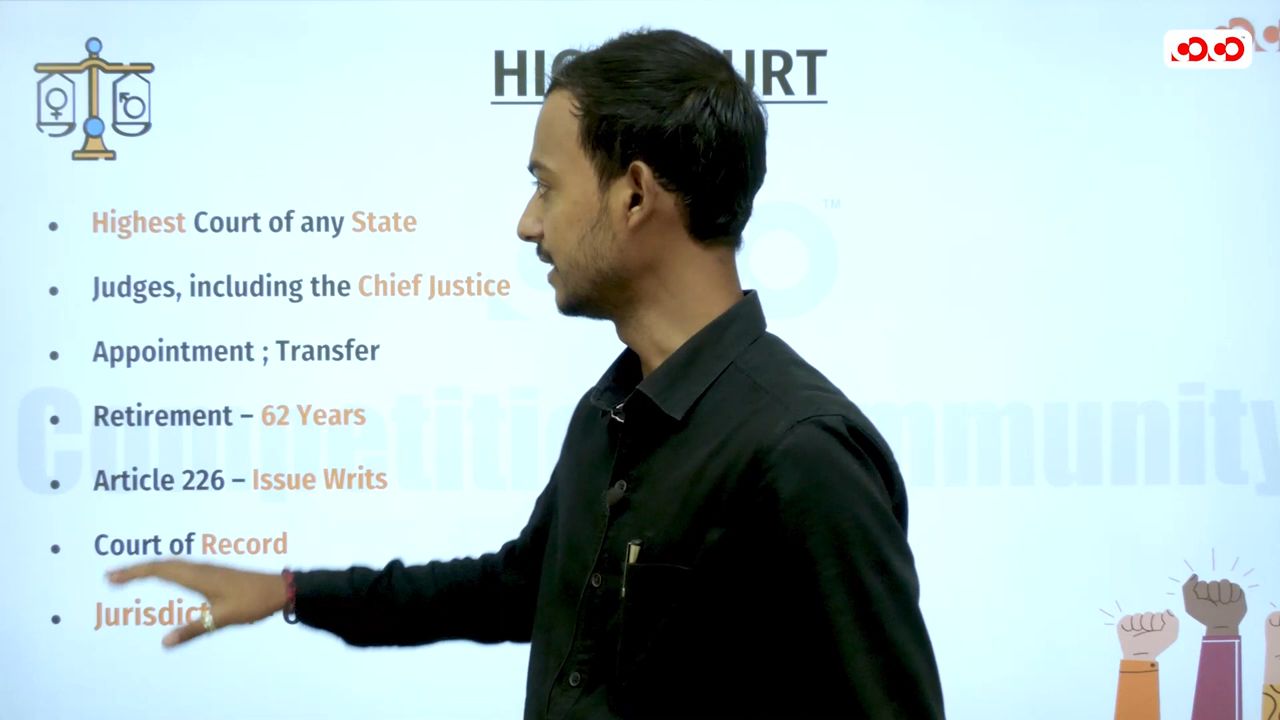 Highest Court of any State
Judges, including the Chief Justice
Appointment ; Transfer
Retirement – 62 Years
Article 226 – Issue Writs
Court of Record
TM